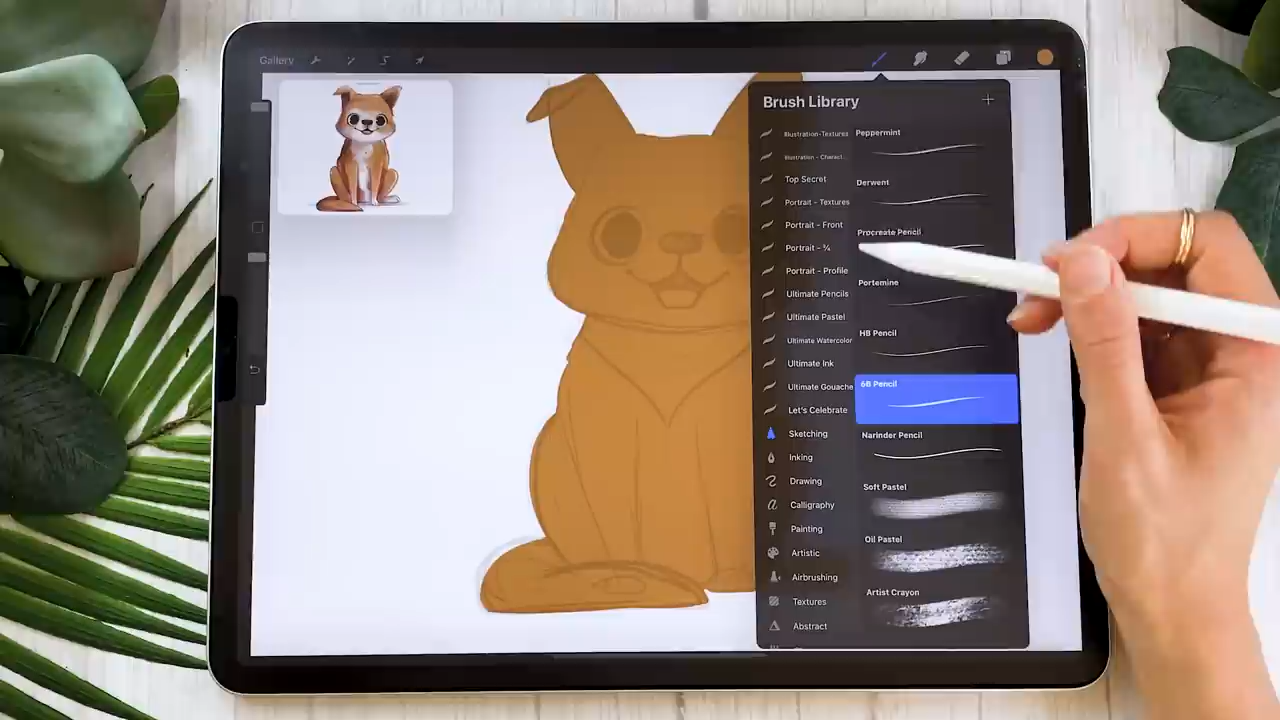 Gallery
Brush Library
Illustration-Textures
Illustration - Charact...
Top Secret
Portrait - Textures
Portrait - Front
Portrait - ¾
Portrait - Profile
Ultimate Pencils
Ultimate Pastel
Ultimate Watercolor
Ultimate Ink
Ultimate Gouache
Let's Celebrate
Sketching
Inking
Drawing
Calligraphy
Painting
Artistic
Airbrushing
Textures
Abstract
Peppermint
Derwent
Procreate Pencil
Portemine
HB Pencil
6B Pencil
Narinder Pencil
Soft Pastel
Oil Pastel
Artist Crayon